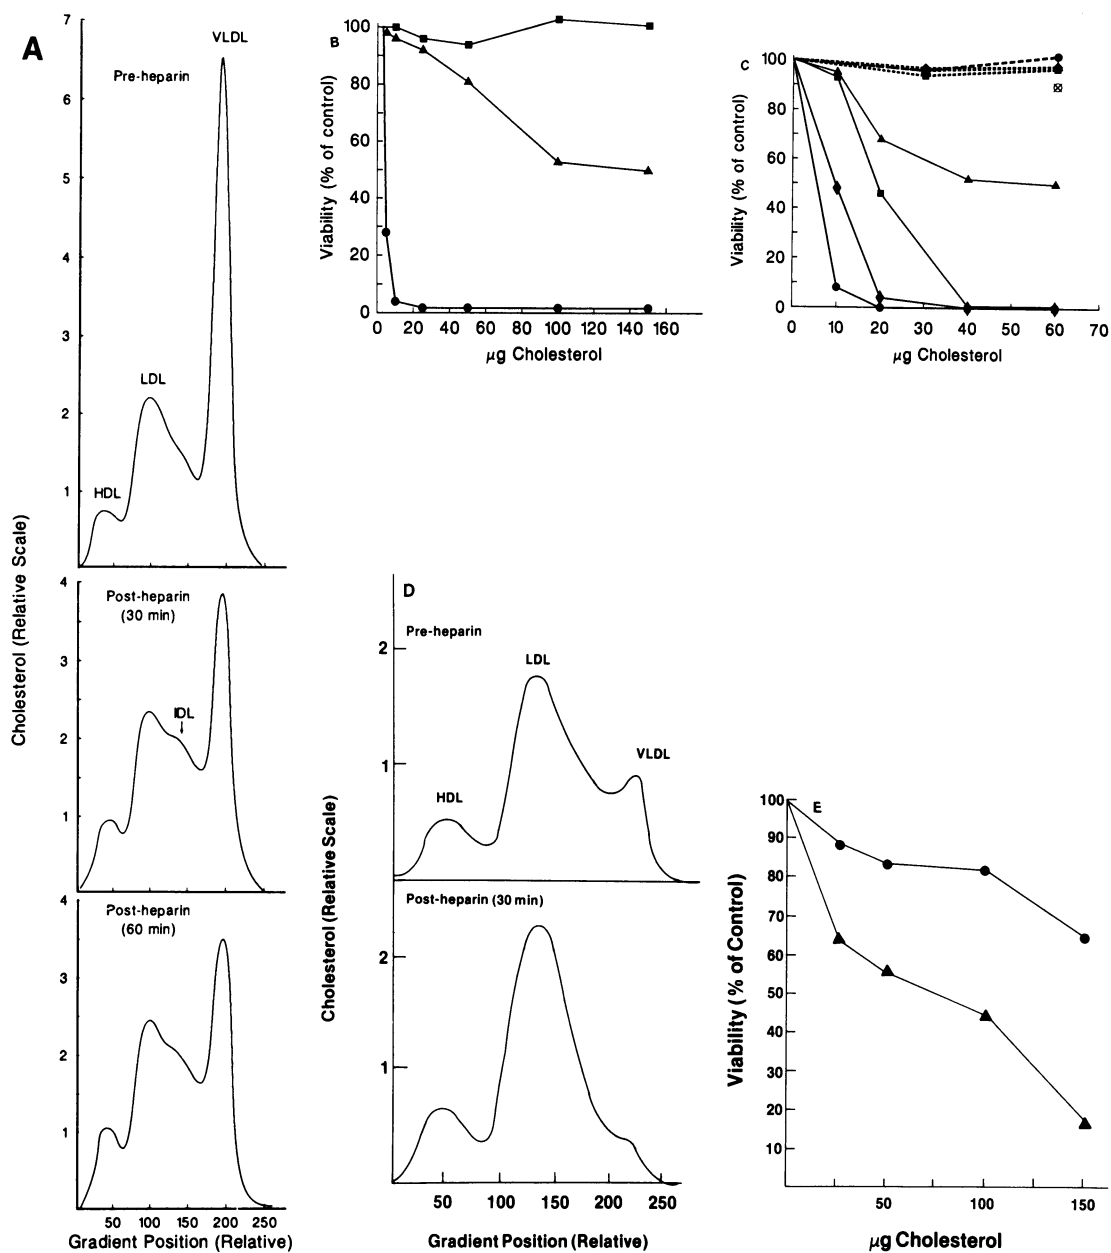 A
7
6
5
4
3
2
1
VLDL
Pre-heparin
LDL
HDL
Cholesterol (Relative Scale)
4
3
2
1
0
Post-heparin
(30 min)
IDL
4
3
2
1
Post-heparin
(60 min)
50 100 150 200 250
Gradient Position (Relative)
B
100
80
60
40
20
0
Viability (% of control)
0 20 40 60 80 100 120 140 160
µg Cholesterol
C
100
80
60
40
20
0
Viability (% of control)
0 10 20 30 40 50 60 70
µg Cholesterol
D
Pre-heparin
2
1
LDL
VLDL
HDL
Cholesterol (Relative Scale)
Post-heparin (30 min)
2
1
50 100 150 200 250
Gradient Position (Relative)
E
100
90
80
70
60
50
40
30
20
10
Viability (% of Control)
50 100 150
µg Cholesterol